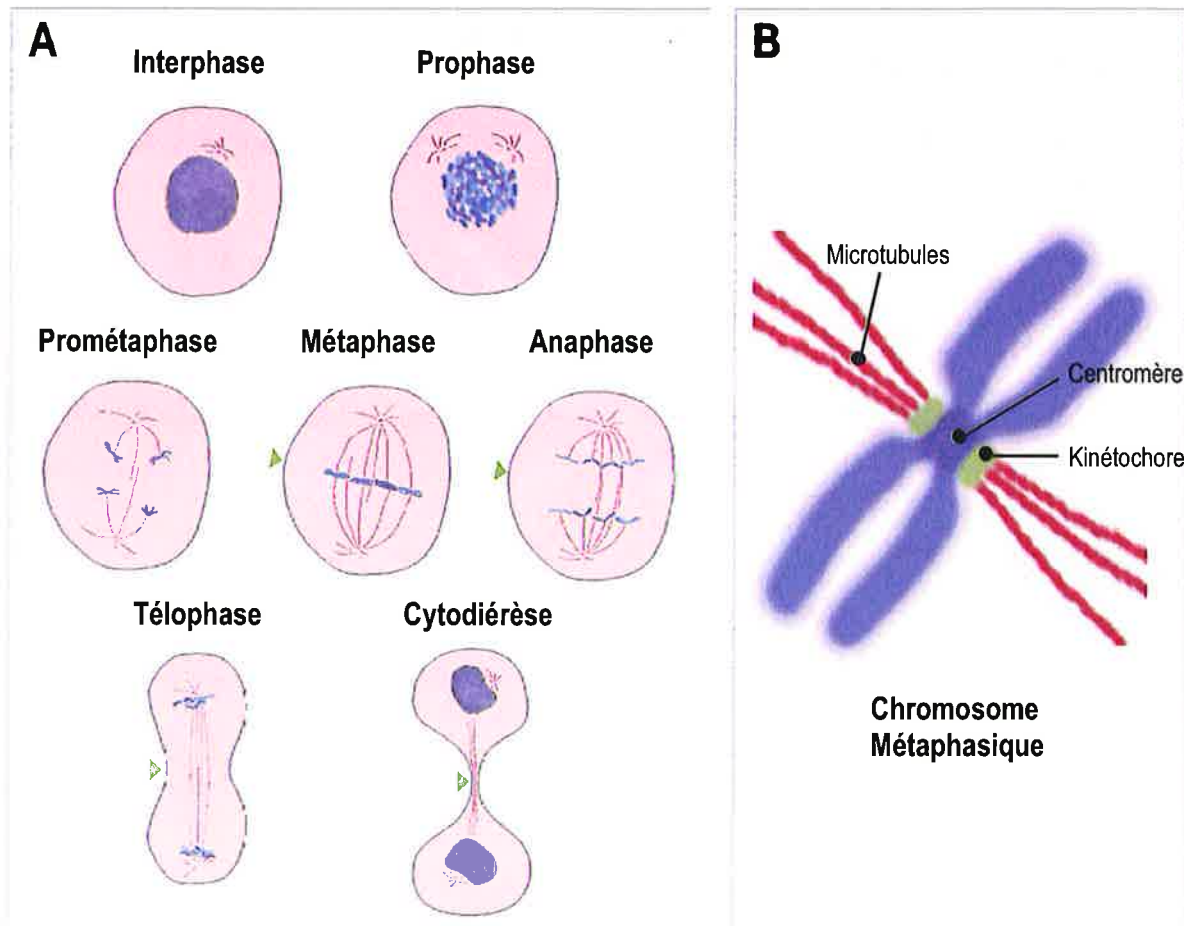 A
Interphase
Prophase
Prométaphase
Métaphase
Anaphase
Télophase
Cytodiérèse
B
Microtubules
Centromère
Kinétochore
Chromosome
Métaphasique